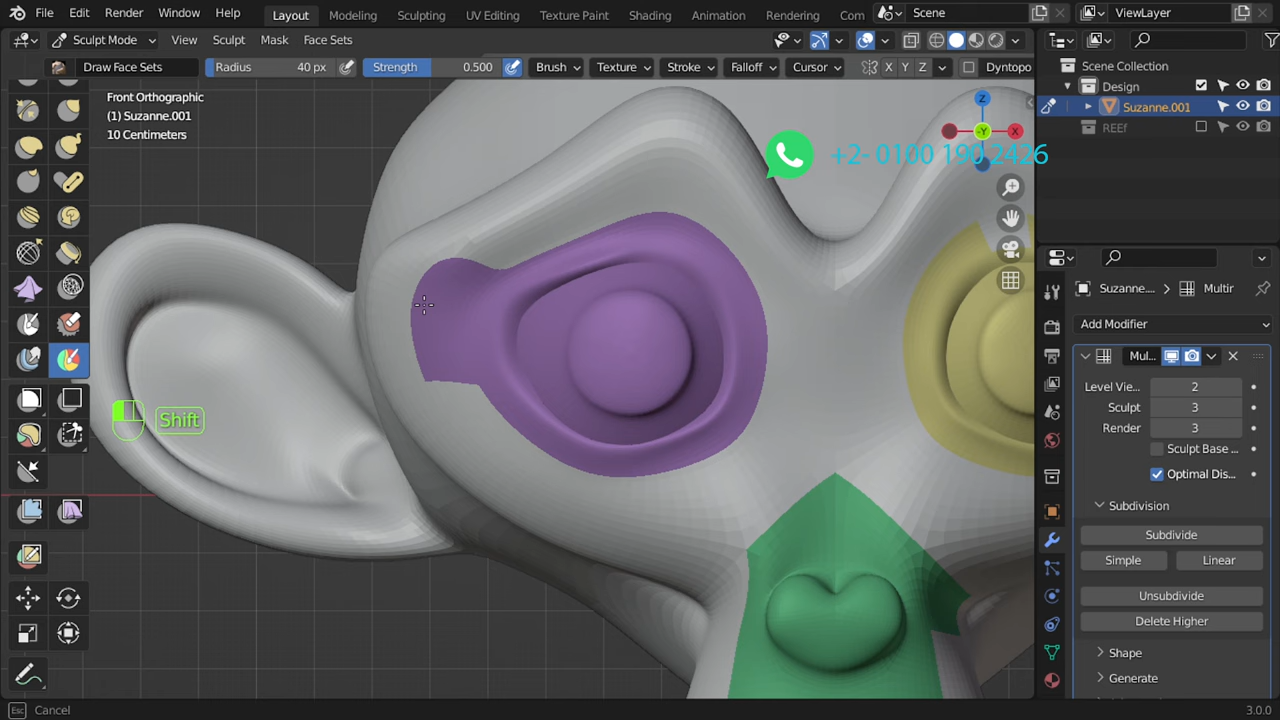 File Edit Render Window Help Layout Modeling Sculpting UV Editing Texture Paint Shading Animation Rendering Com Scene ViewLayer
Sculpt Mode View Sculpt Mask Face Sets
Draw Face Sets Radius 40 px Strength 0.500 Brush Texture Stroke Falloff Cursor X Y Z Dyntopo
Front Orthographic
(1) Suzanne.001
10 Centimeters
Z
X
-Y
+2- 0100 190 2426
Shift
Scene Collection
Design
Suzanne.001
REEf
Suzanne.... Multir
Add Modifier
Mul...
Level Vie... 2
Sculpt 3
Render 3
Sculpt Base ...
Optimal Dis...
Subdivision
Subdivide
Simple Linear
Unsubdivide
Delete Higher
Shape
Generate
Esc Cancel 3.0.0